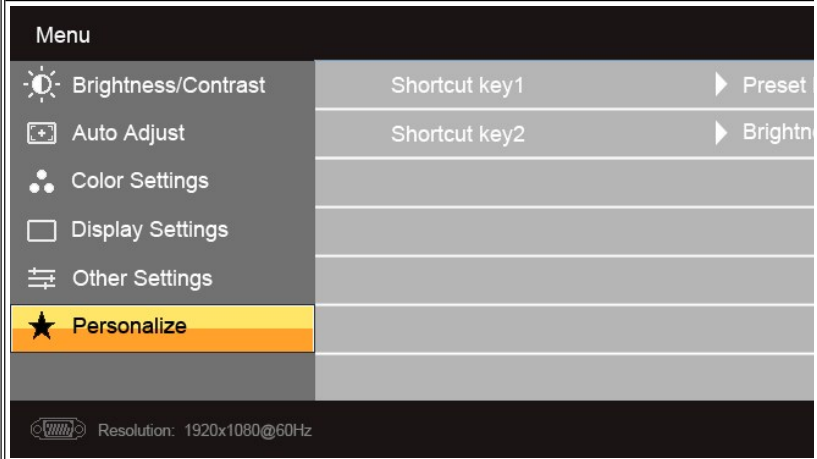 Menu
Brightness/Contrast
Shortcut key1
Preset
Auto Adjust
Shortcut key2
Color Settings
Display Settings
Other Settings
Personalize
Resolution: 1920x1080@60Hz